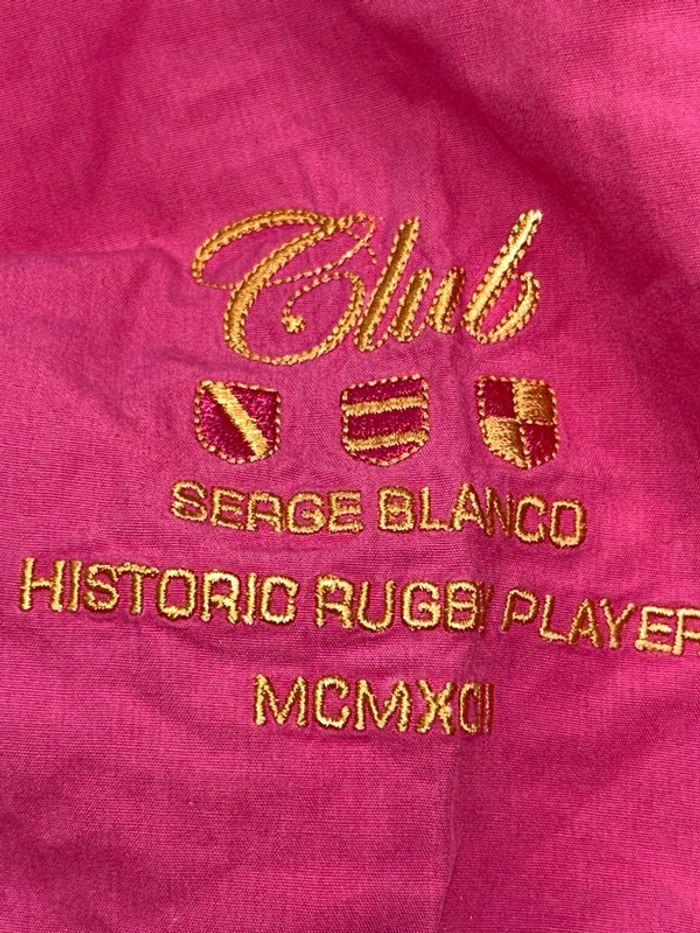 Club
SERGE BLANCO
HISTORIC RUGBY PLAYER
MCMXCII